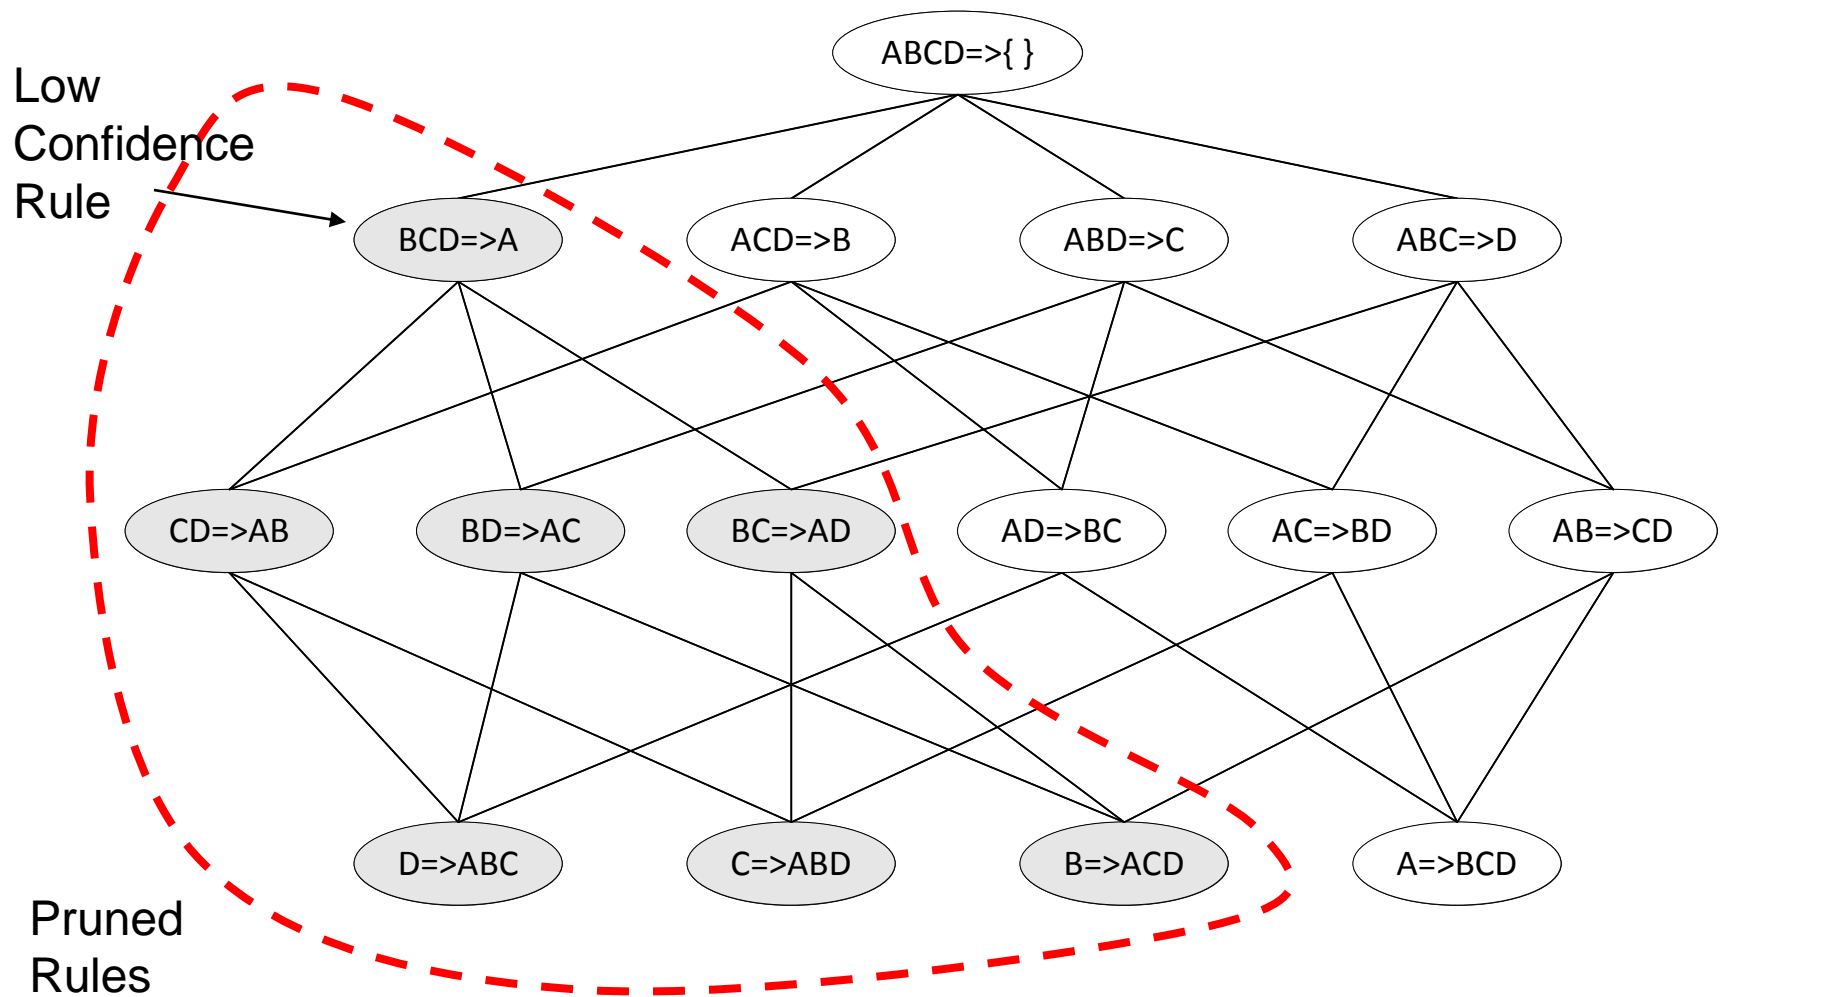 ABCD=>{ }
Low
Confidence
Rule
BCD=>A
ACD=>B
ABD=>C
ABC=>D
CD=>AB
BD=>AC
BC=>AD
AD=>BC
AC=>BD
AB=>CD
D=>ABC
C=>ABD
B=>ACD
A=>BCD
Pruned
Rules